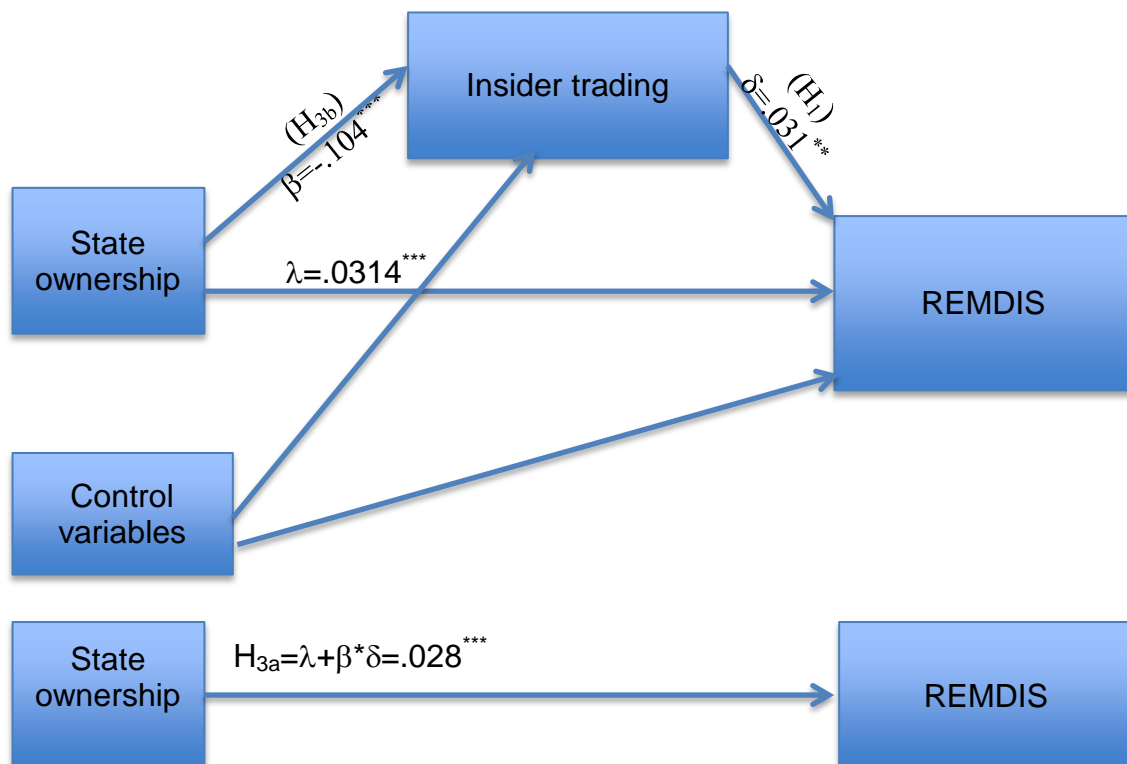 Insider trading
(H3b)
β=-.104***
(H1)
δ=.031**
State
ownership
λ=.0314***
REMDIS
Control
variables
State
ownership
H3a=λ+β*δ=.028***
REMDIS